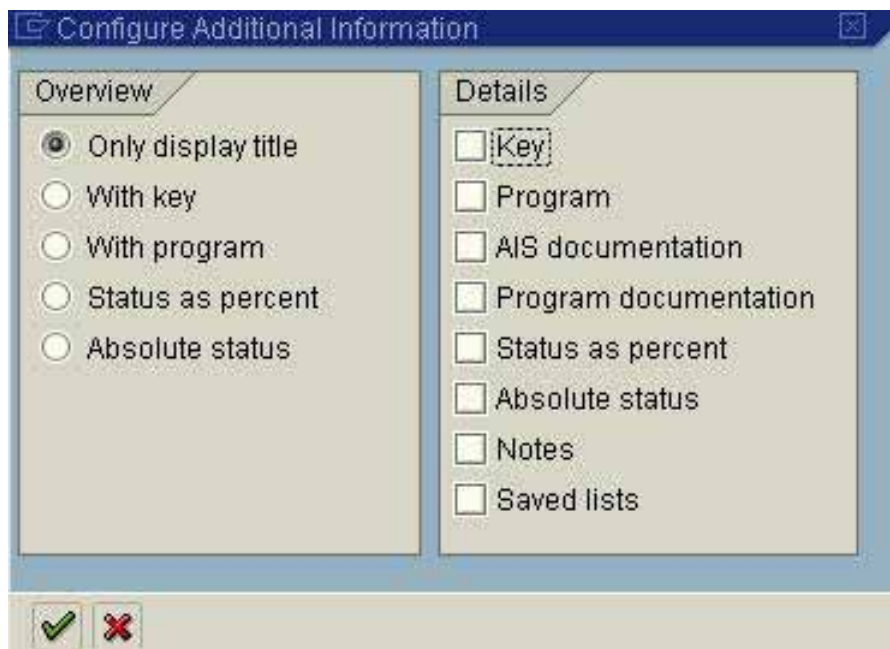 Configure Additional Information
Overview
Only display title
With key
With program
Status as percent
Absolute status
Details
Key
Program
AIS documentation
Program documentation
Status as percent
Absolute status
Notes
Saved lists